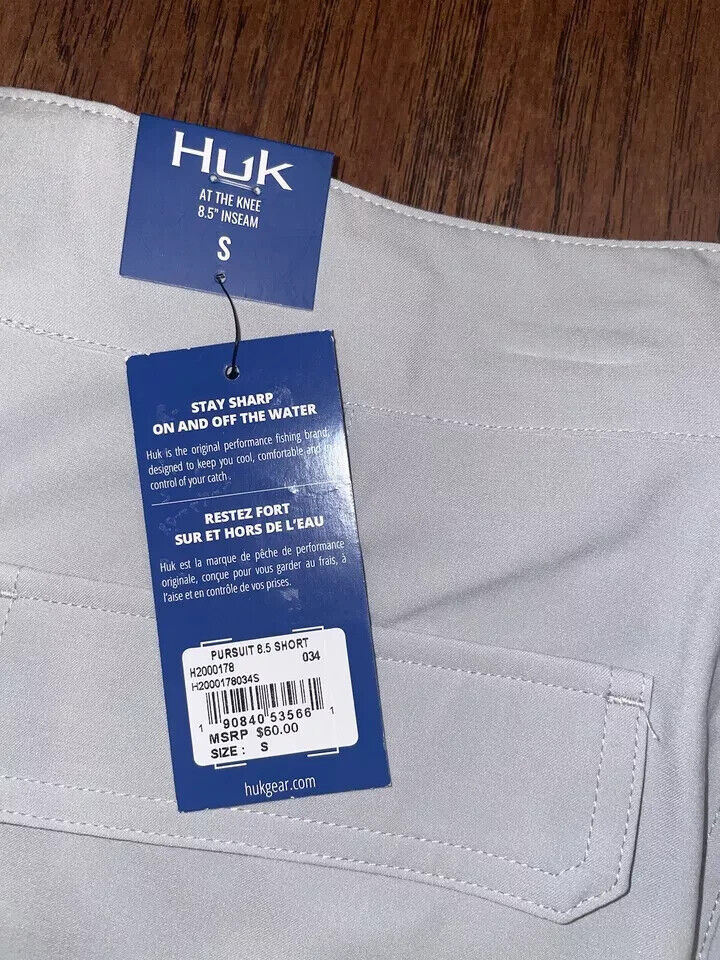 HUK
AT THE KNEE
8.5" INSEAM
S
STAY SHARP
ON AND OFF THE WATER
Huk is the original performance fishing brand,
designed to keep you cool, comfortable and in
control of your catch.
RESTEZ FORT
SUR ET HORS DE L'EAU
Huk est la marque de pêche de performance
originale, conçue pour vous garder au frais, à
l'aise et en contrôle de vos prises.
PURSUIT 8.5 SHORT
H2000178 034
H2000178034S
1 90840 53566 1
MSRP $60.00
SIZE : S
hukgear.com